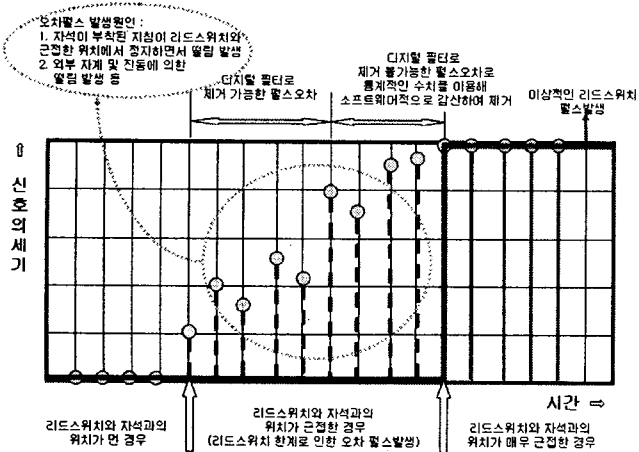 오차펄스 발생원인 :
1. 자석이 부착된 지침이 리드스위치와
근접한 위치에서 정지하면서 떨림 발생
2. 외부 자계 및 진동에 의한
떨림 발생 등
디지털 필터로
제거 가능한 펄스오차
디지털 필터로
제거 불가능한 펄스오차로
통계적인 수치를 이용해
소프트웨어적으로 감산하여 제거
이상적인 리드스위치
펄스발생
⇧
신
호
의
세
기
시간 ⇨
리드스위치와 자석과의
위치가 먼 경우
리드스위치와 자석과의
위치가 근접한 경우
(리드스위치 한계로 인한 오차 펄스발생)
리드스위치와 자석과의
위치가 매우 근접한 경우